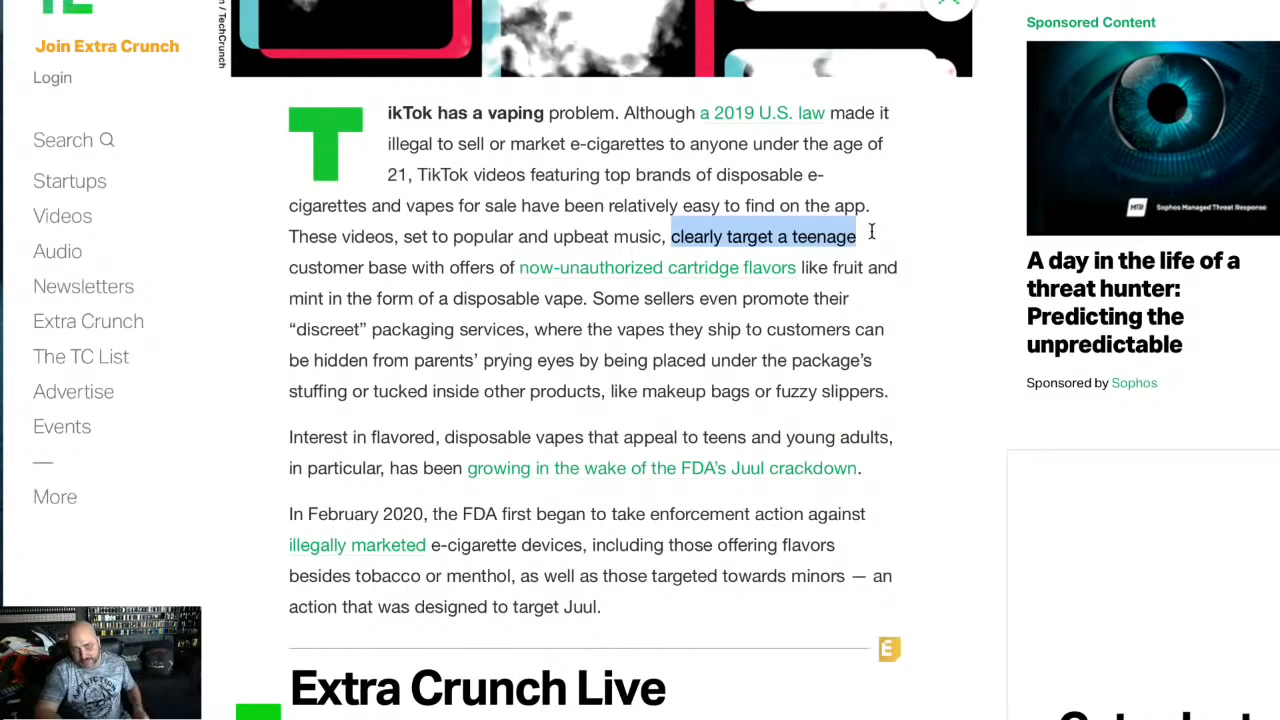 Join Extra Crunch
Login
Search
Startups
Videos
Audio
Newsletters
Extra Crunch
The TC List
Advertise
Events
—
More
/ TechCrunch
TikTok has a vaping problem. Although a 2019 U.S. law made it
illegal to sell or market e-cigarettes to anyone under the age of
21, TikTok videos featuring top brands of disposable e-
cigarettes and vapes for sale have been relatively easy to find on the app.
These videos, set to popular and upbeat music, clearly target a teenage
customer base with offers of now-unauthorized cartridge flavors like fruit and
mint in the form of a disposable vape. Some sellers even promote their
“discreet” packaging services, where the vapes they ship to customers can
be hidden from parents’ prying eyes by being placed under the package’s
stuffing or tucked inside other products, like makeup bags or fuzzy slippers.
Interest in flavored, disposable vapes that appeal to teens and young adults,
in particular, has been growing in the wake of the FDA’s Juul crackdown.
In February 2020, the FDA first began to take enforcement action against
illegally marketed e-cigarette devices, including those offering flavors
besides tobacco or menthol, as well as those targeted towards minors — an
action that was designed to target Juul.
E
Extra Crunch Live
Sponsored Content
MTR Sophos Managed Threat Response
A day in the life of a
threat hunter:
Predicting the
unpredictable
Sponsored by Sophos